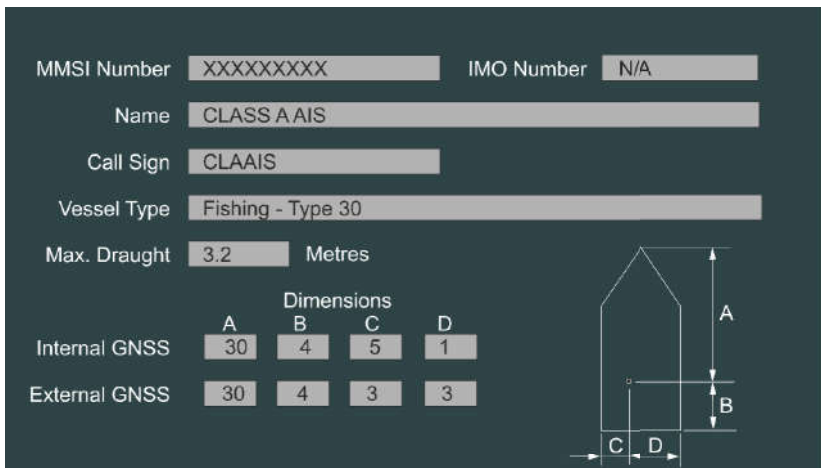 MMSI Number XXXXXXXXX IMO Number N/A
Name CLASS A AIS
Call Sign CLAAIS
Vessel Type Fishing - Type 30
Max. Draught 3.2 Metres
Dimensions
A B C D
Internal GNSS 30 4 5 1
External GNSS 30 4 3 3
A
B
C D